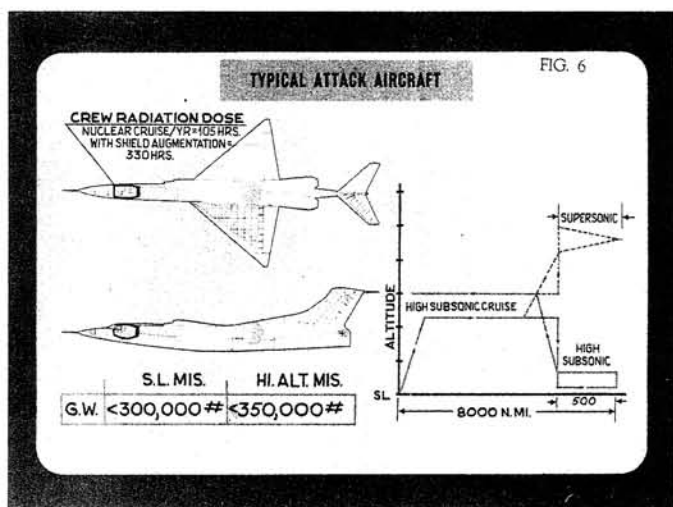 TYPICAL ATTACK AIRCRAFT
FIG. 6
CREW RADIATION DOSE
NUCLEAR CRUISE/YR=105 HRS.
WITH SHIELD AUGMENTATION=
330 HRS.
SUPERSONIC
ALTITUDE
HIGH SUBSONIC CRUISE
HIGH
SUBSONIC
S.L. MIS. HI. ALT. MIS.
G.W. <300,000# <350,000#
SL.
500
8000 N.MI.